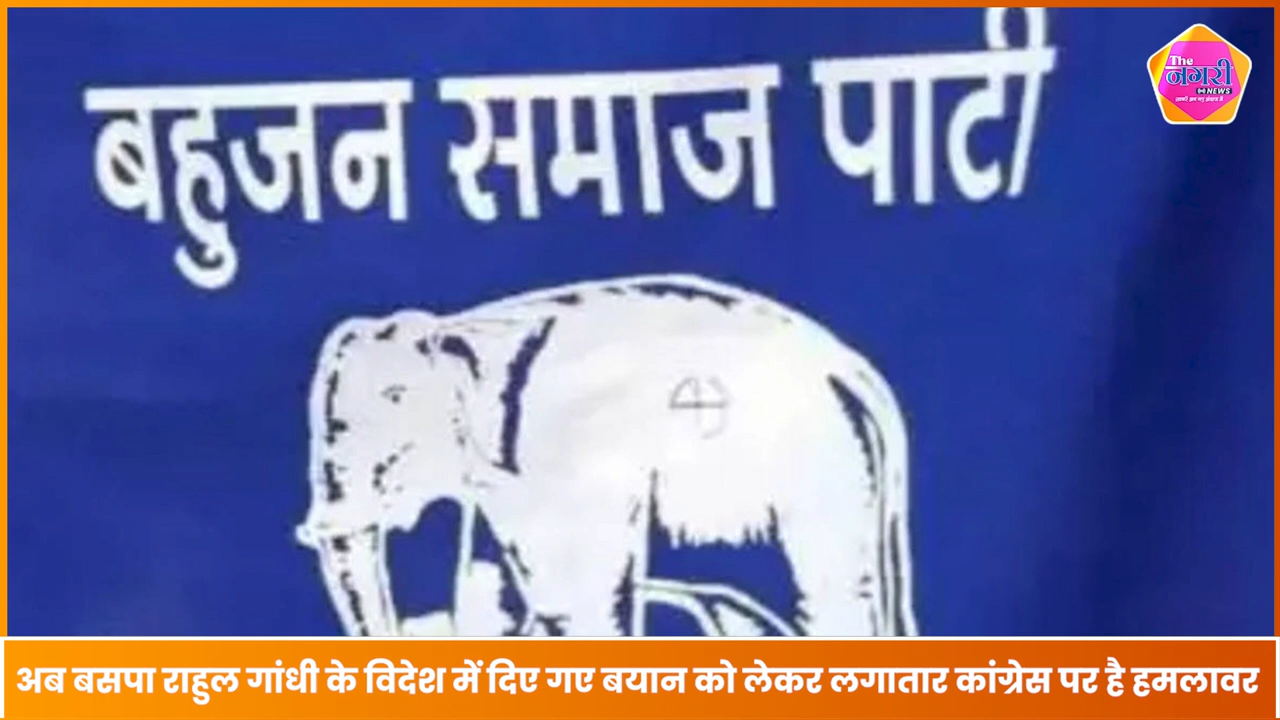 बहुजन समाज पार्टी
The
नगरी
NEWS
अब बसपा राहुल गांधी के विदेश में दिए गए बयान को लेकर लगातार कांग्रेस पर है हमलावर